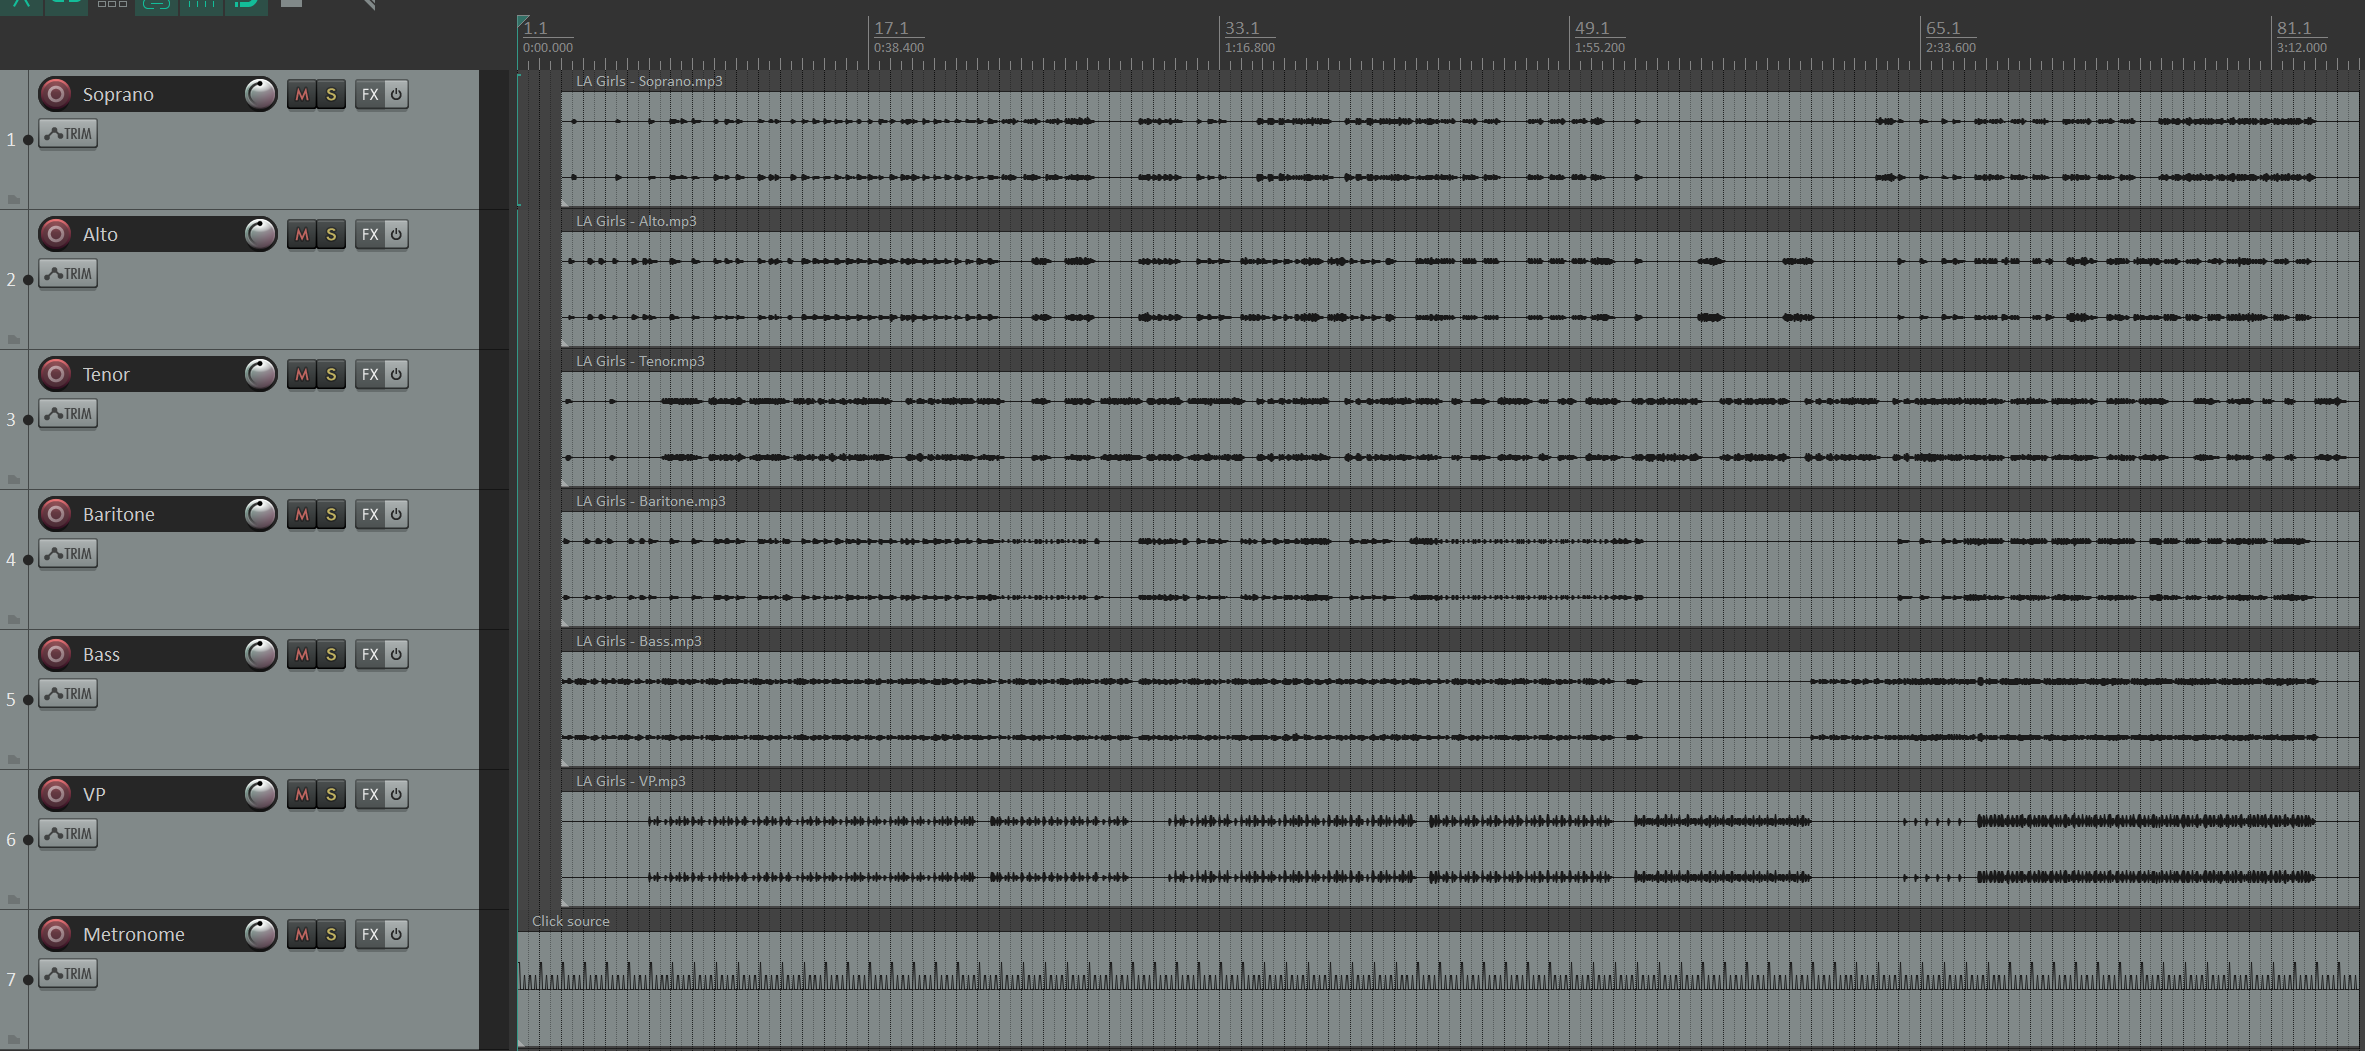 1.1 17.1 33.1 49.1 65.1 81.1
0:00.000 0:38.400 1:16.800 1:55.200 2:33.600 3:12.000
LA Girls - Soprano.mp3
Soprano M S FX
1 TRIM
LA Girls - Alto.mp3
Alto M S FX
2 TRIM
LA Girls - Tenor.mp3
Tenor M S FX
3 TRIM
LA Girls - Baritone.mp3
Baritone M S FX
4 TRIM
LA Girls - Bass.mp3
Bass M S FX
5 TRIM
LA Girls - VP.mp3
VP M S FX
6 TRIM
Click source
Metronome M S FX
7 TRIM